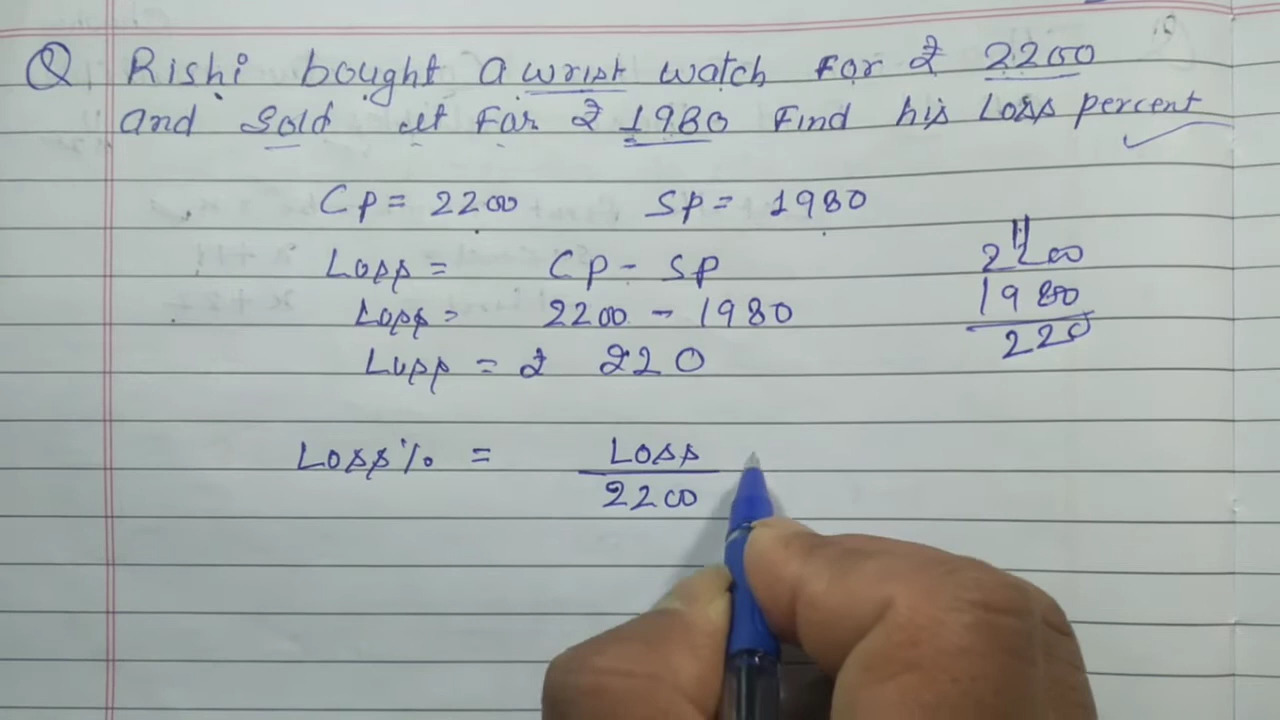 Q Rishi bought a wrist watch for ₹ 2200
and Sold it For ₹ 1980 Find his Loss percent
CP = 2200 SP = 1980
Loss = CP - SP
Loss = 2200 - 1980
Loss = ₹ 220
2200
1980
220
Loss% = Loss
2200